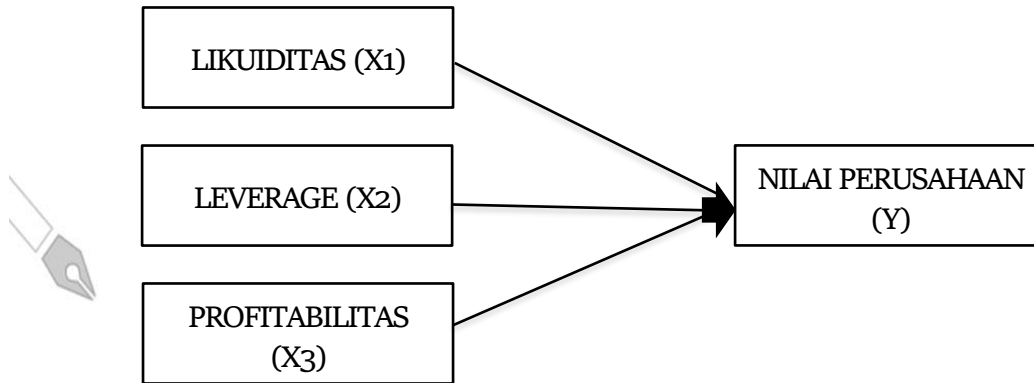 LIKUIDITAS (X1)
LEVERAGE (X2)
NILAI PERUSAHAAN
(Y)
PROFITABILITAS
(X3)